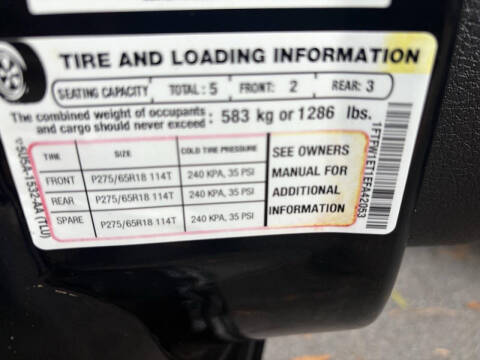 TIRE AND LOADING INFORMATION
SEATING CAPACITY TOTAL: 5 FRONT: 2 REAR: 3
The combined weight of occupants
and cargo should never exceed: 583 kg or 1286 lbs.
TIRE SIZE COLD TIRE PRESSURE
FRONT P275/65R18 114T 240 KPA, 35 PSI
REAR P275/65R18 114T 240 KPA, 35 PSI
SPARE P275/65R18 114T 240 KPA, 35 PSI
SEE OWNERS
MANUAL FOR
ADDITIONAL
INFORMATION
1FTFW1ET1EFA42053